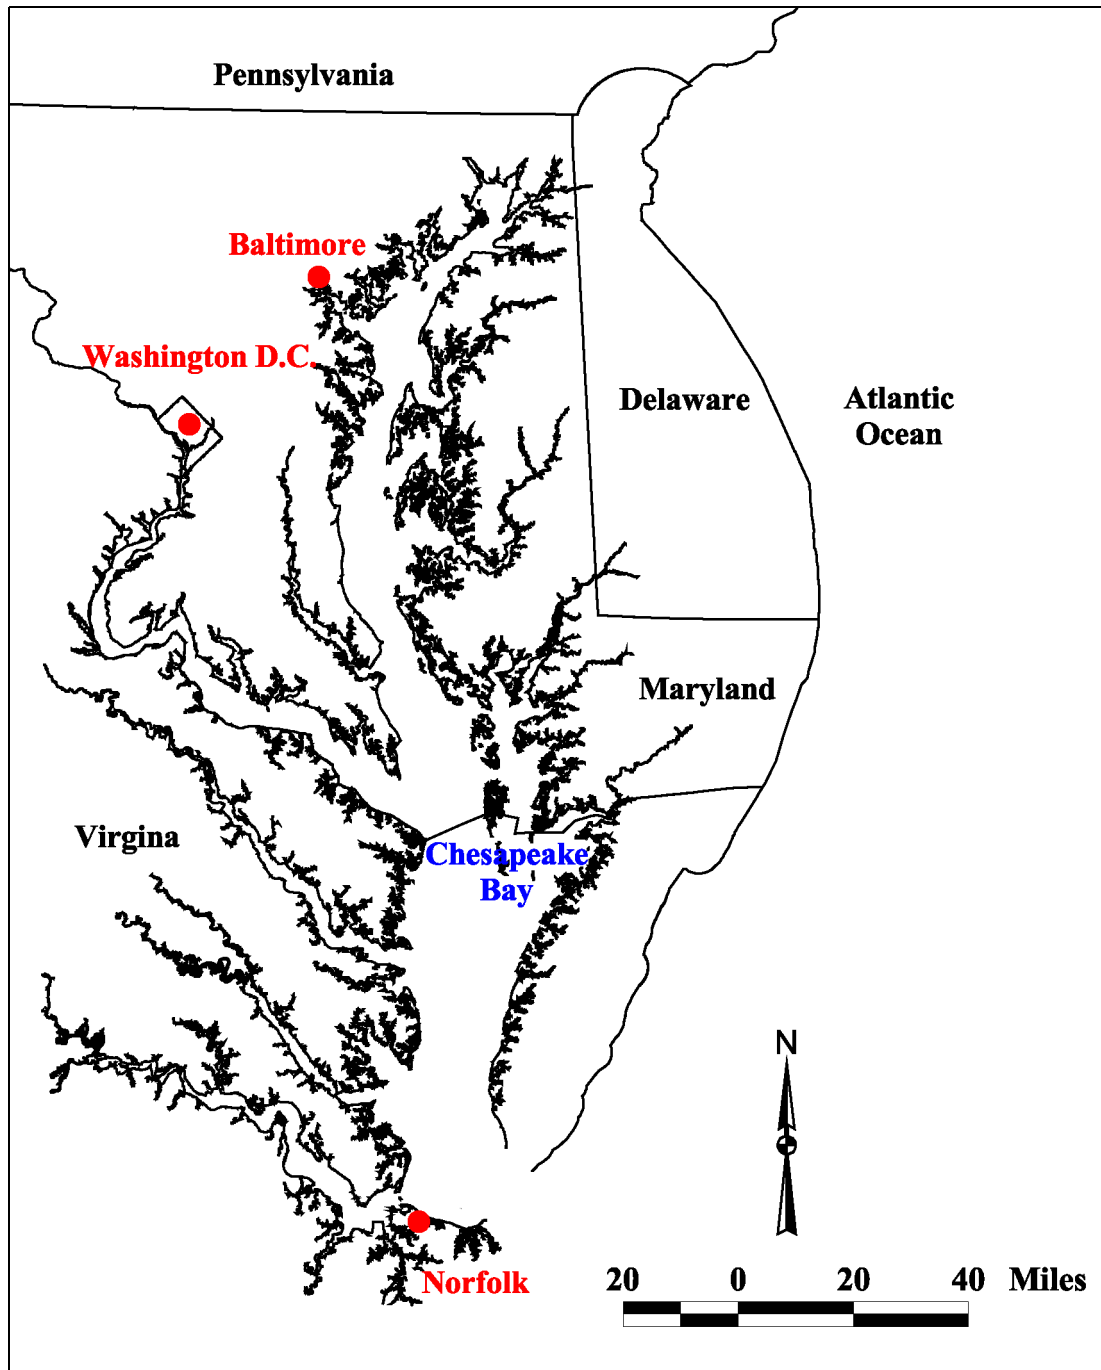 Pennsylvania
Baltimore
Washington D.C.
Delaware
Atlantic
Ocean
Maryland
Virgina
Chesapeake
Bay
N
Norfolk
20 0 20 40 Miles